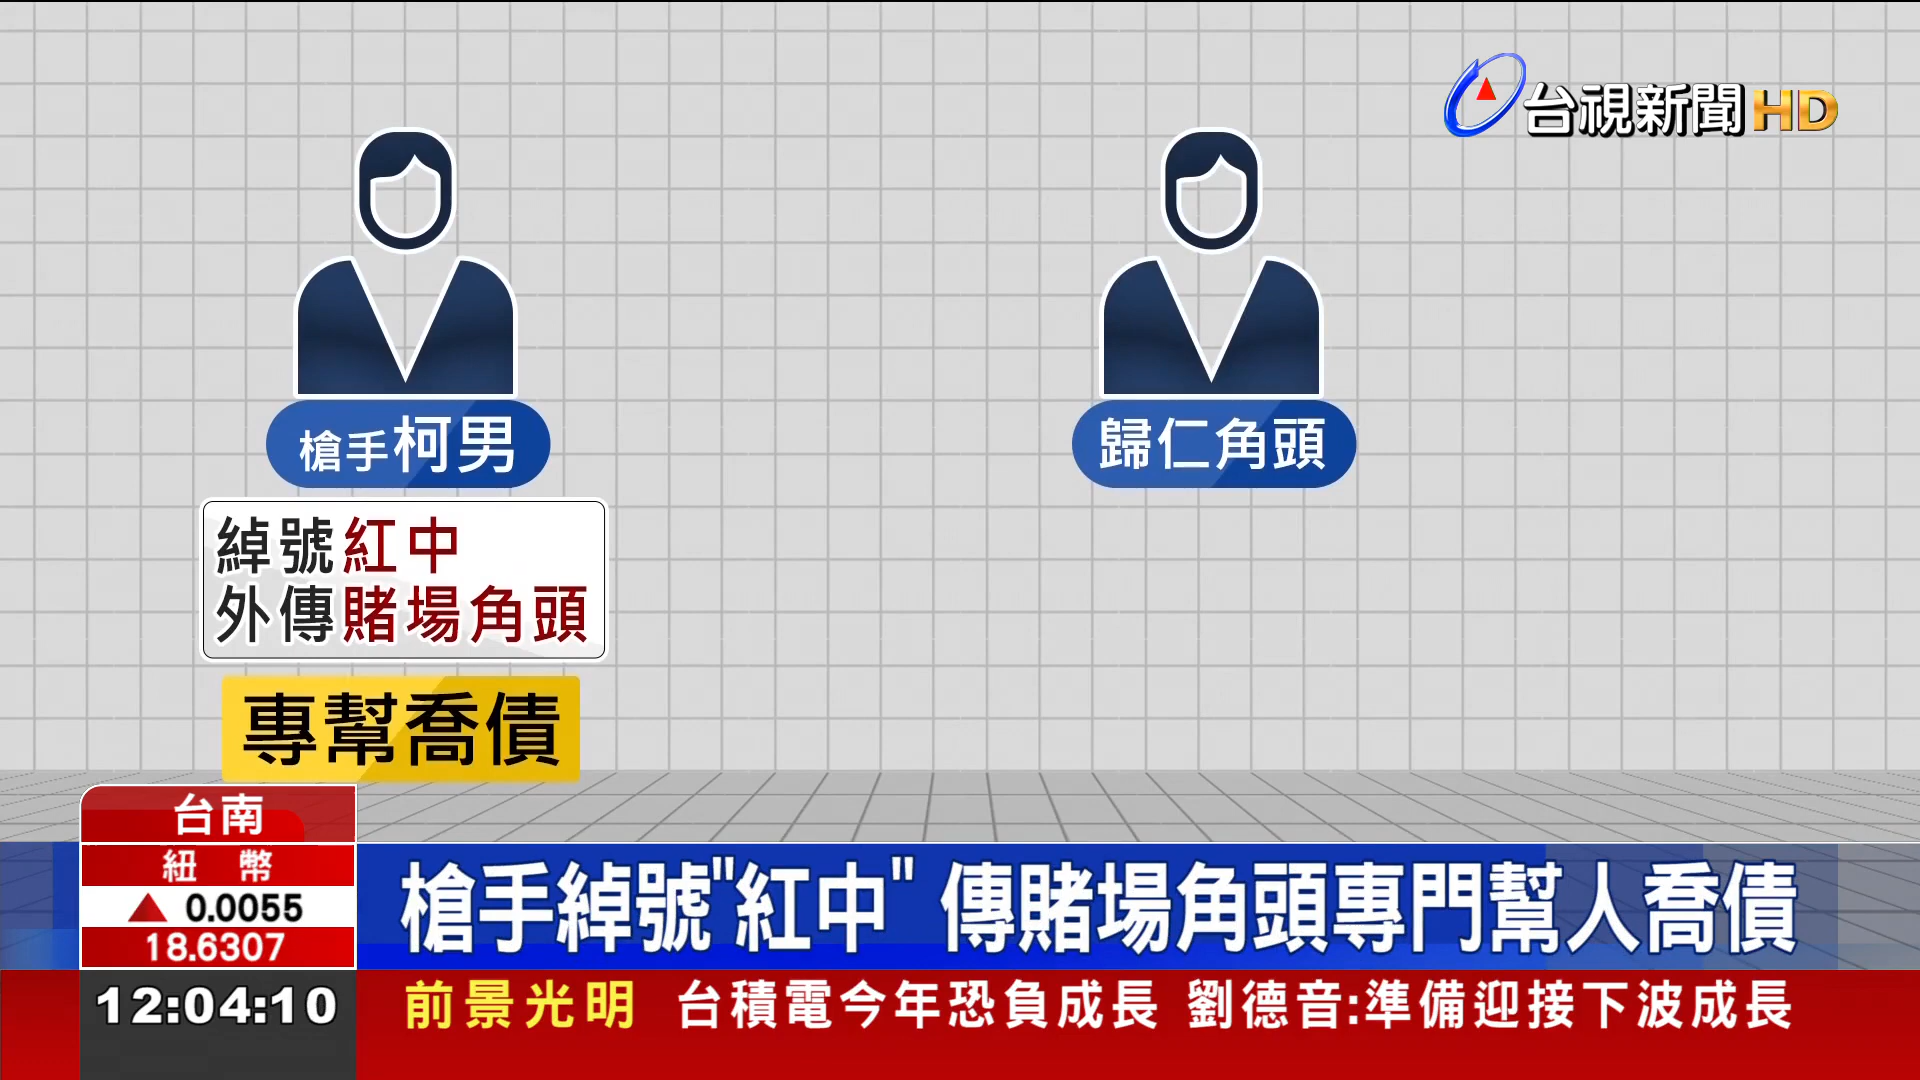 台視新聞HD
槍手柯男
歸仁角頭
綽號紅中
外傳賭場角頭
專幫喬債
台南
紐 幣
▲ 0.0055
18.6307
槍手綽號"紅中" 傳賭場角頭專門幫人喬債
12:04:10
前景光明 台積電今年恐負成長 劉德音:準備迎接下波成長